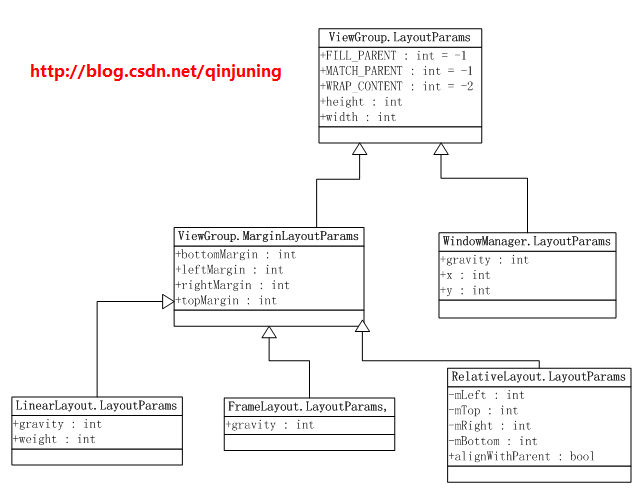 ViewGroup.LayoutParams
+FILL_PARENT : int = -1
+MATCH_PARENT : int = -1
+WRAP_CONTENT : int = -2
+height : int
+width : int
http://blog.csdn.net/qinjuning
ViewGroup.MarginLayoutParams
+bottomMargin : int
+leftMargin : int
+rightMargin : int
+topMargin : int
WindowManager.LayoutParams
+gravity : int
+x : int
+y : int
LinearLayout.LayoutParams
+gravity : int
+weight : int
FrameLayout.LayoutParams,
+gravity : int
RelativeLayout.LayoutParams
-mLeft : int
-mTop : int
-mRight : int
-mBottom : int
+alignWithParent : bool